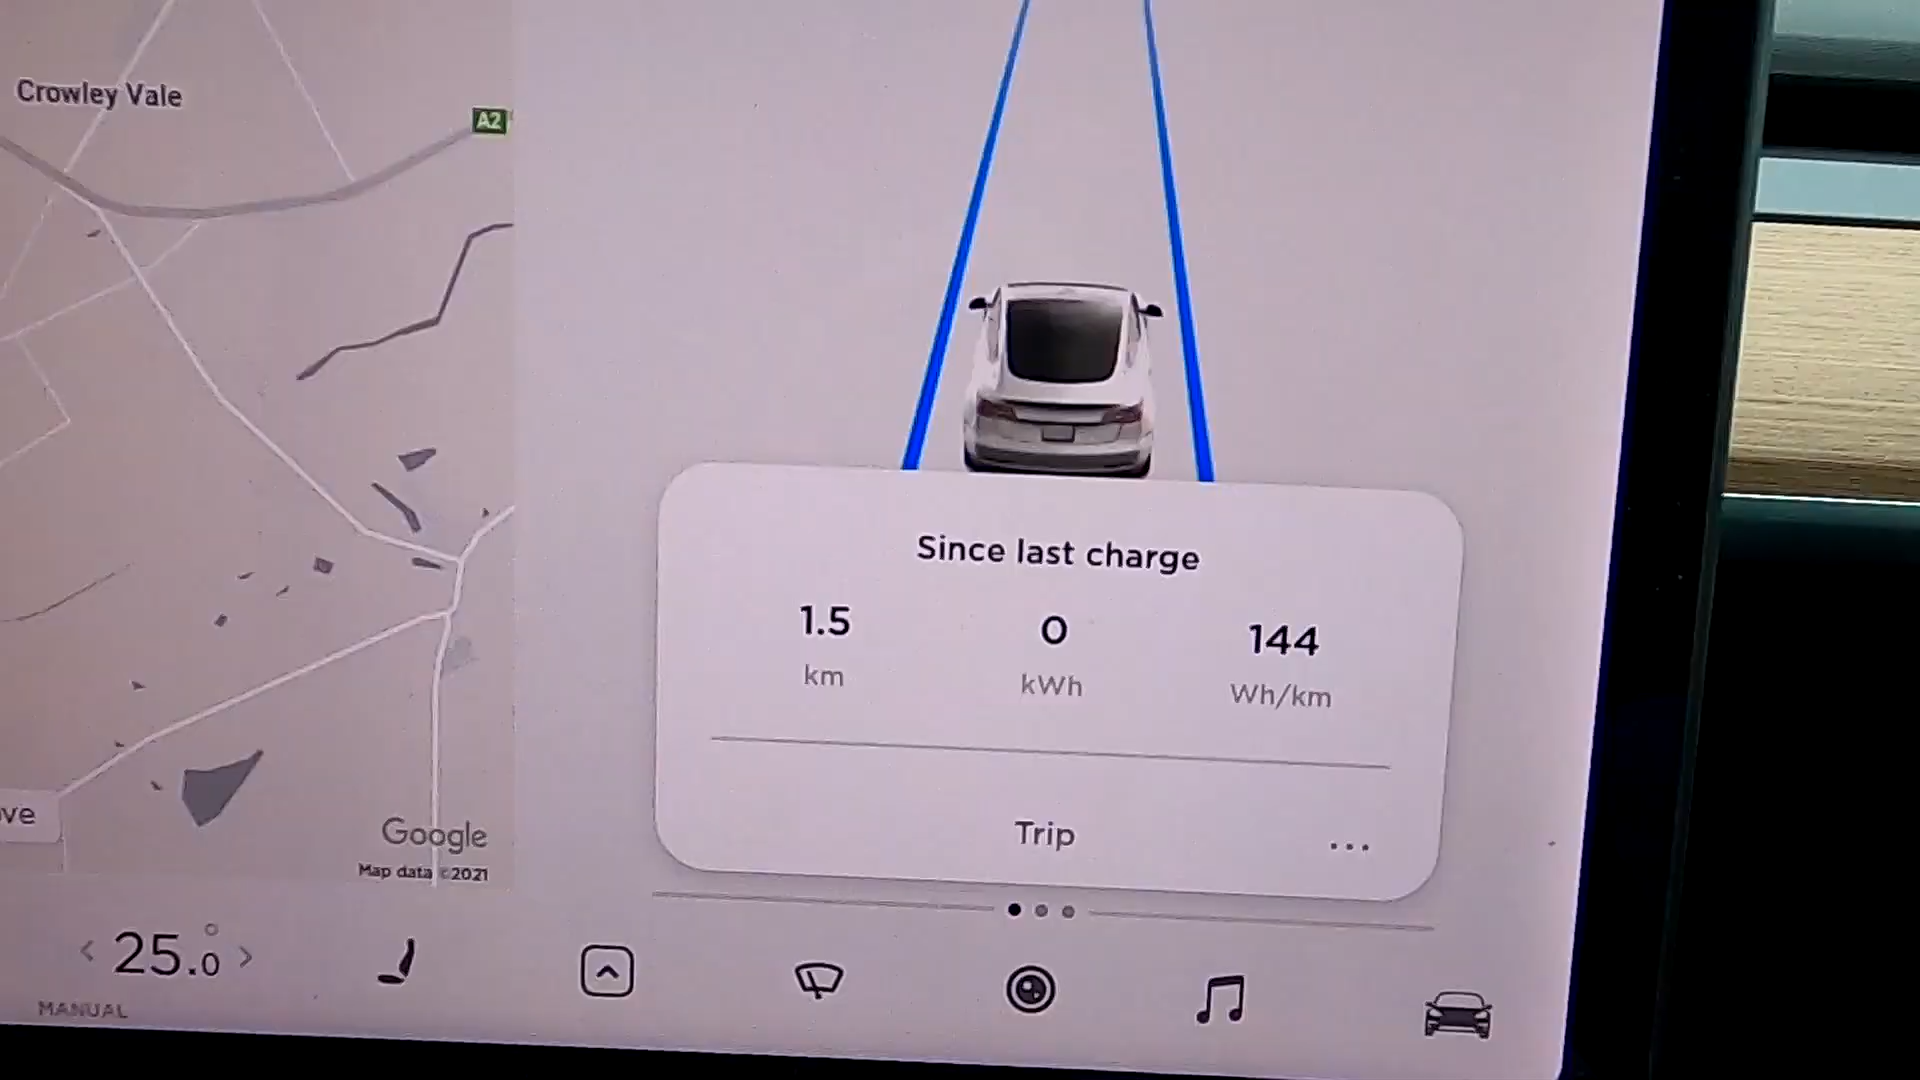 Crowley Vale
A2
Since last charge
1.5
0
144
km
kWh
Wh/km
Trip
...
ve
Google
Map data ©2021
25.0°
MANUAL